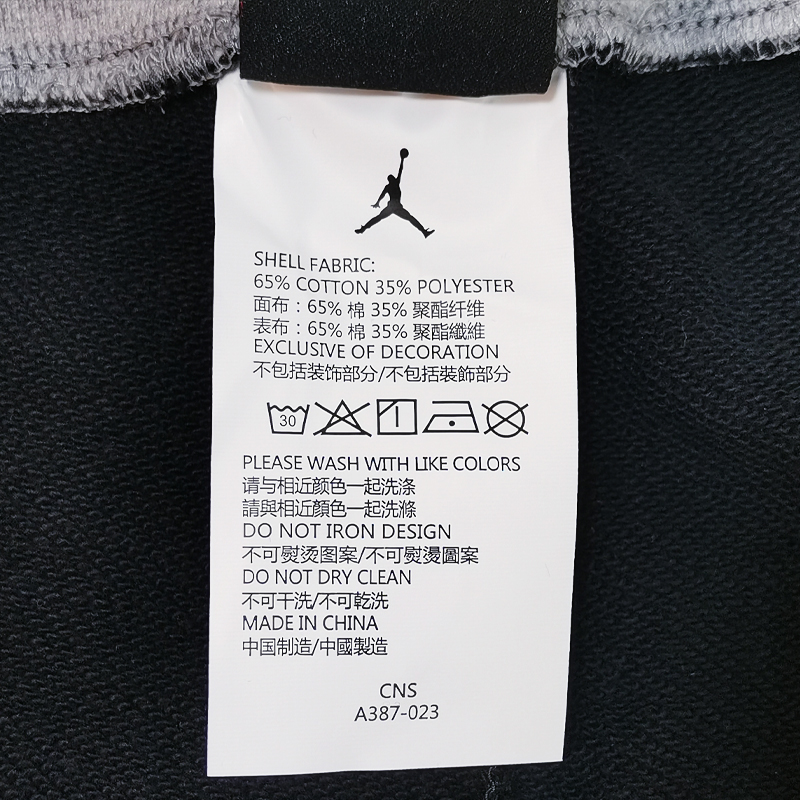 SHELL FABRIC:
65% COTTON 35% POLYESTER
面布：65% 棉 35% 聚酯纤维
表布：65% 棉 35% 聚酯纖維
EXCLUSIVE OF DECORATION
不包括装饰部分/不包括裝飾部分
30
PLEASE WASH WITH LIKE COLORS
请与相近颜色一起洗涤
請與相近顏色一起洗滌
DO NOT IRON DESIGN
不可熨烫图案/不可熨燙圖案
DO NOT DRY CLEAN
不可干洗/不可乾洗
MADE IN CHINA
中国制造/中國製造
CNS
A387-023